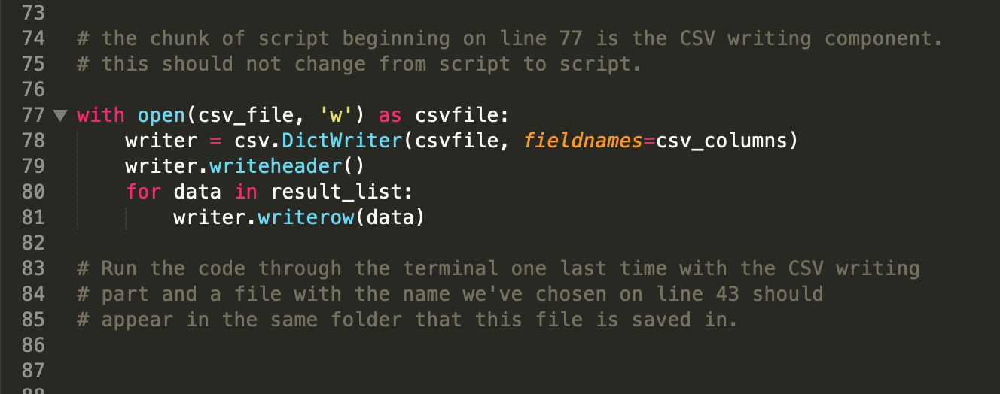 73
74 # the chunk of script beginning on line 77 is the CSV writing component.
75 # this should not change from script to script.
76
77 with open(csv_file, 'w') as csvfile:
78     writer = csv.DictWriter(csvfile, fieldnames=csv_columns)
79     writer.writeheader()
80     for data in result_list:
81         writer.writerow(data)
82
83 # Run the code through the terminal one last time with the CSV writing
84 # part and a file with the name we've chosen on line 43 should
85 # appear in the same folder that this file is saved in.
86
87